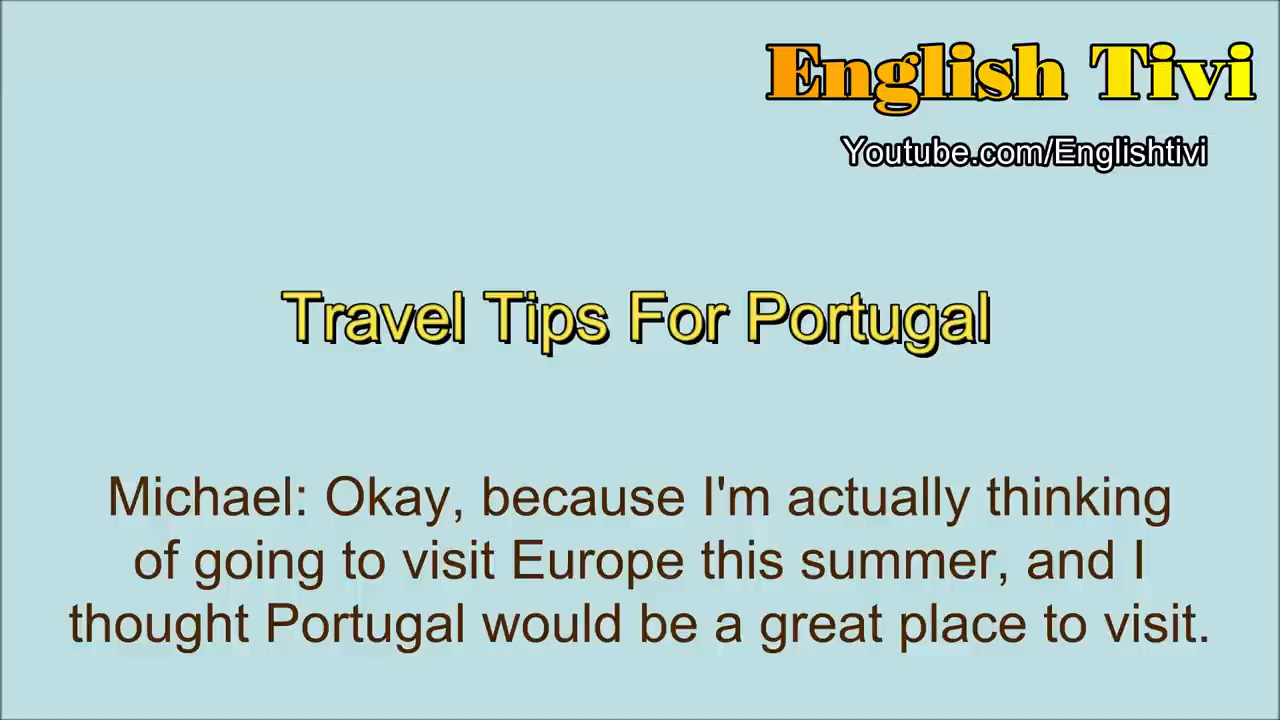 English Tivi
Youtube.com/Englishtivi
Travel Tips For Portugal
Michael: Okay, because I'm actually thinking
of going to visit Europe this summer, and I
thought Portugal would be a great place to visit.